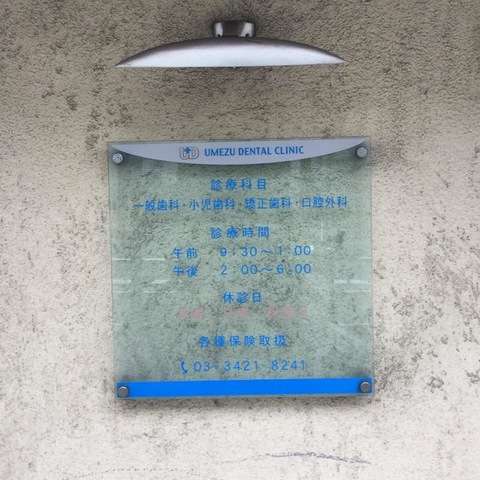 UD UMEZU DENTAL CLINIC
診療科目
一般歯科・小児歯科・矯正歯科・口腔外科
診療時間
午前 9:30～1:00
午後 2:00～6:00
休診日
各種保険取扱
03-3421-8241